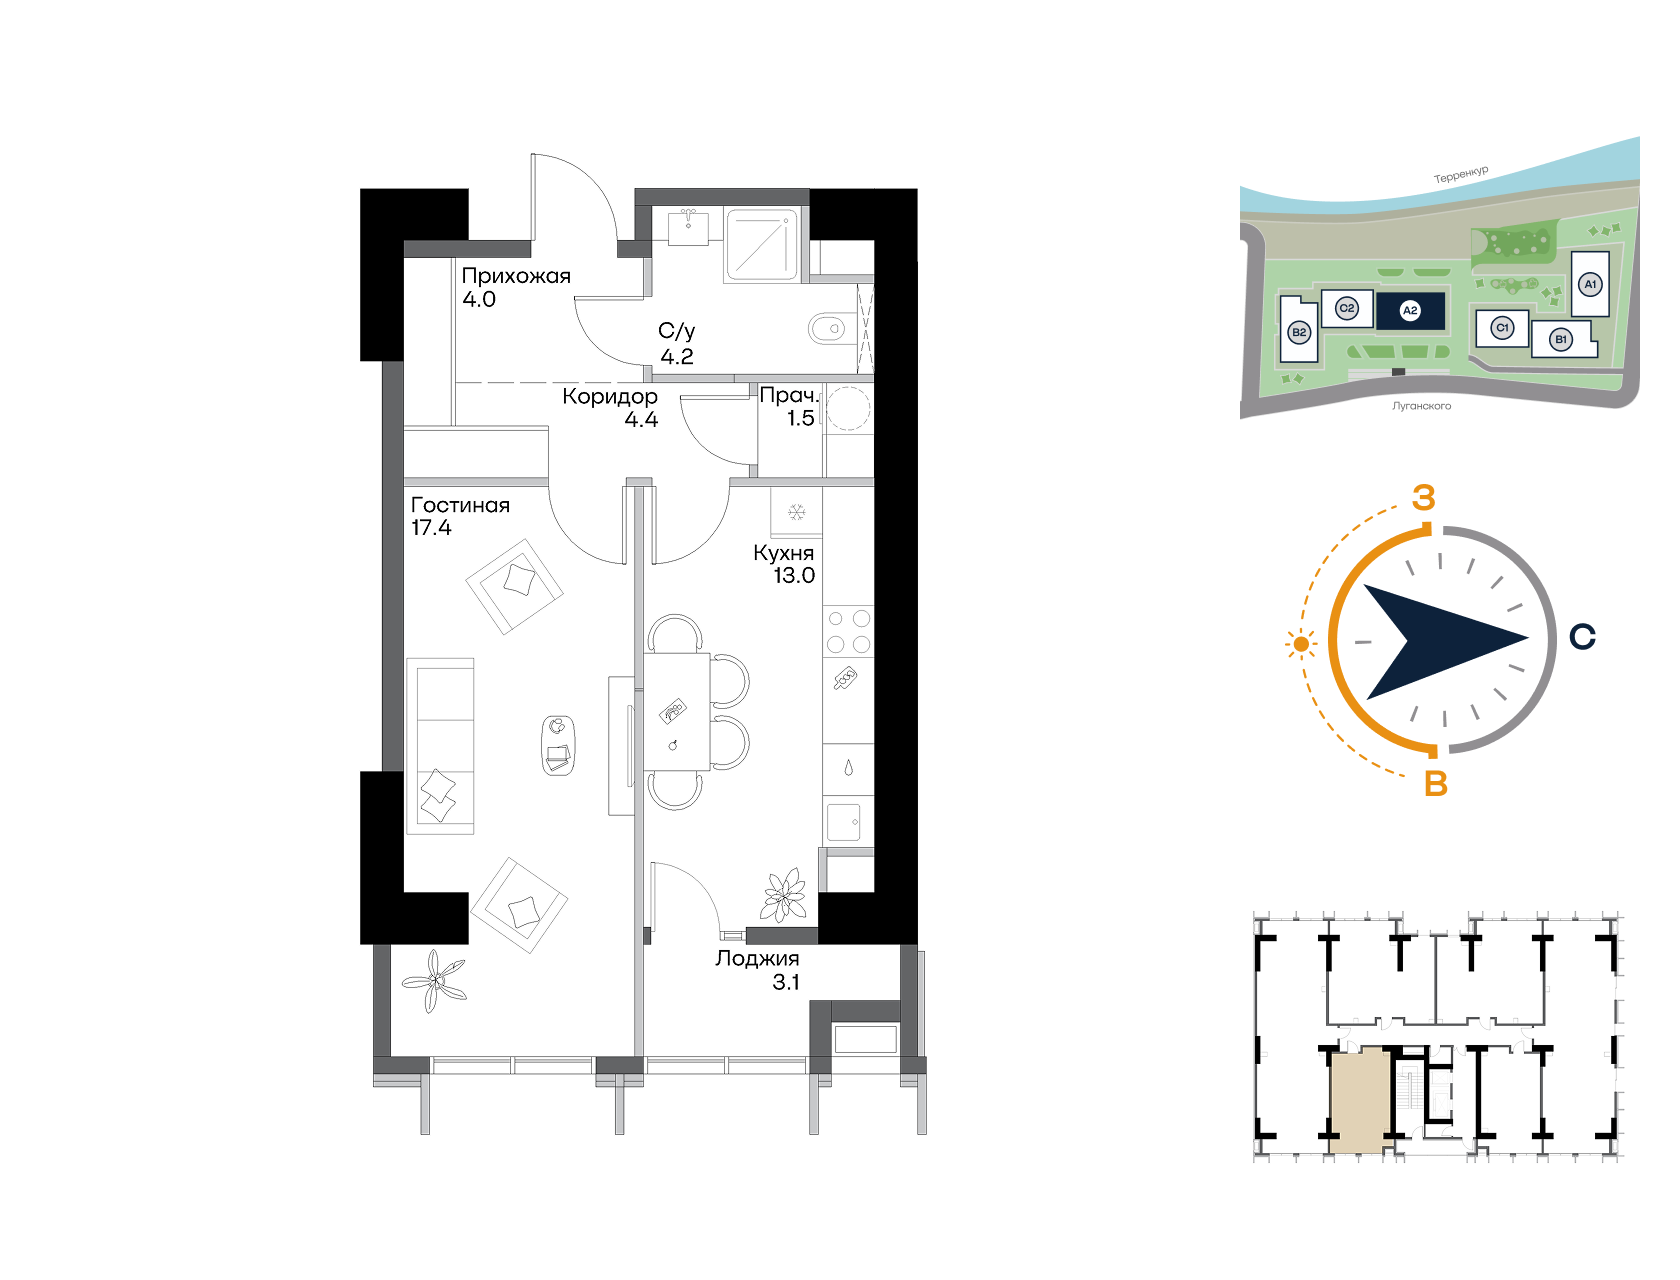 Прихожая
4.0
С/у
4.2
Коридор
4.4
Прач.
1.5
Гостиная
17.4
Кухня
13.0
Лоджия
3.1
Терренкур
A1
C2
A2
B2
C1
B1
Луганского
З
С
В